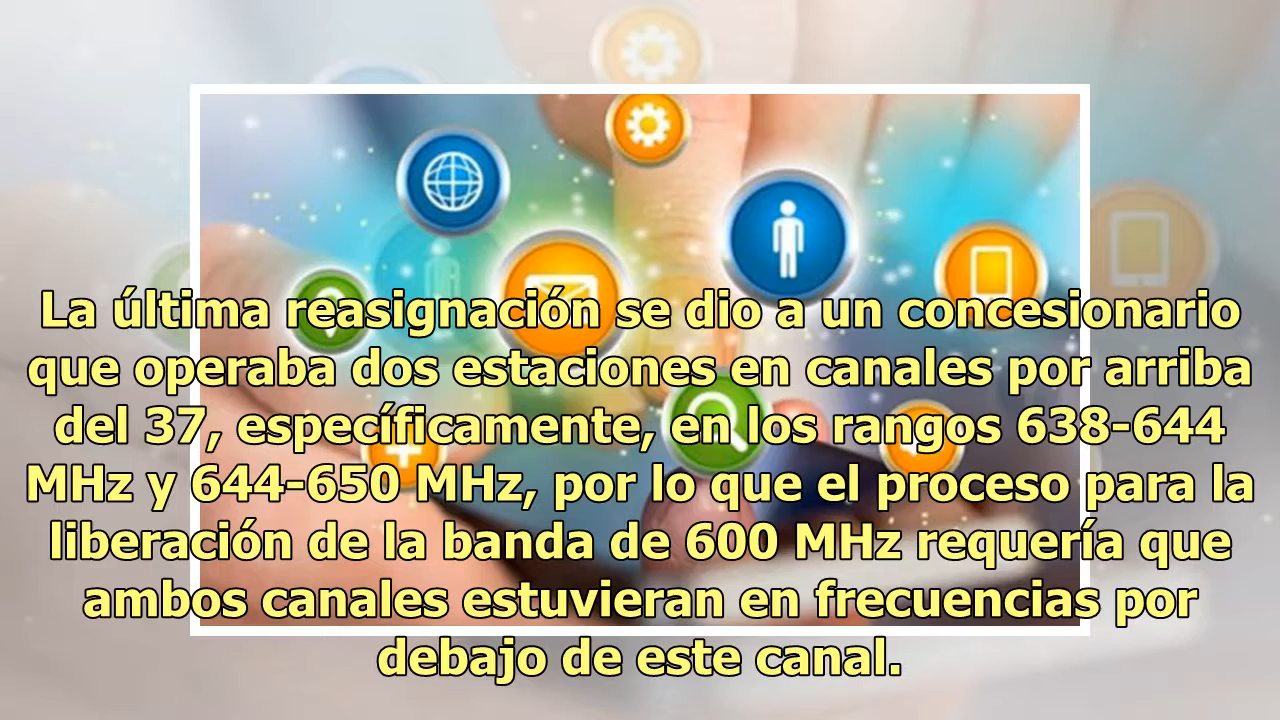 La última reasignación se dio a un concesionario
que operaba dos estaciones en canales por arriba
del 37, específicamente, en los rangos 638-644
MHz y 644-650 MHz, por lo que el proceso para la
liberación de la banda de 600 MHz requería que
ambos canales estuvieran en frecuencias por
debajo de este canal.